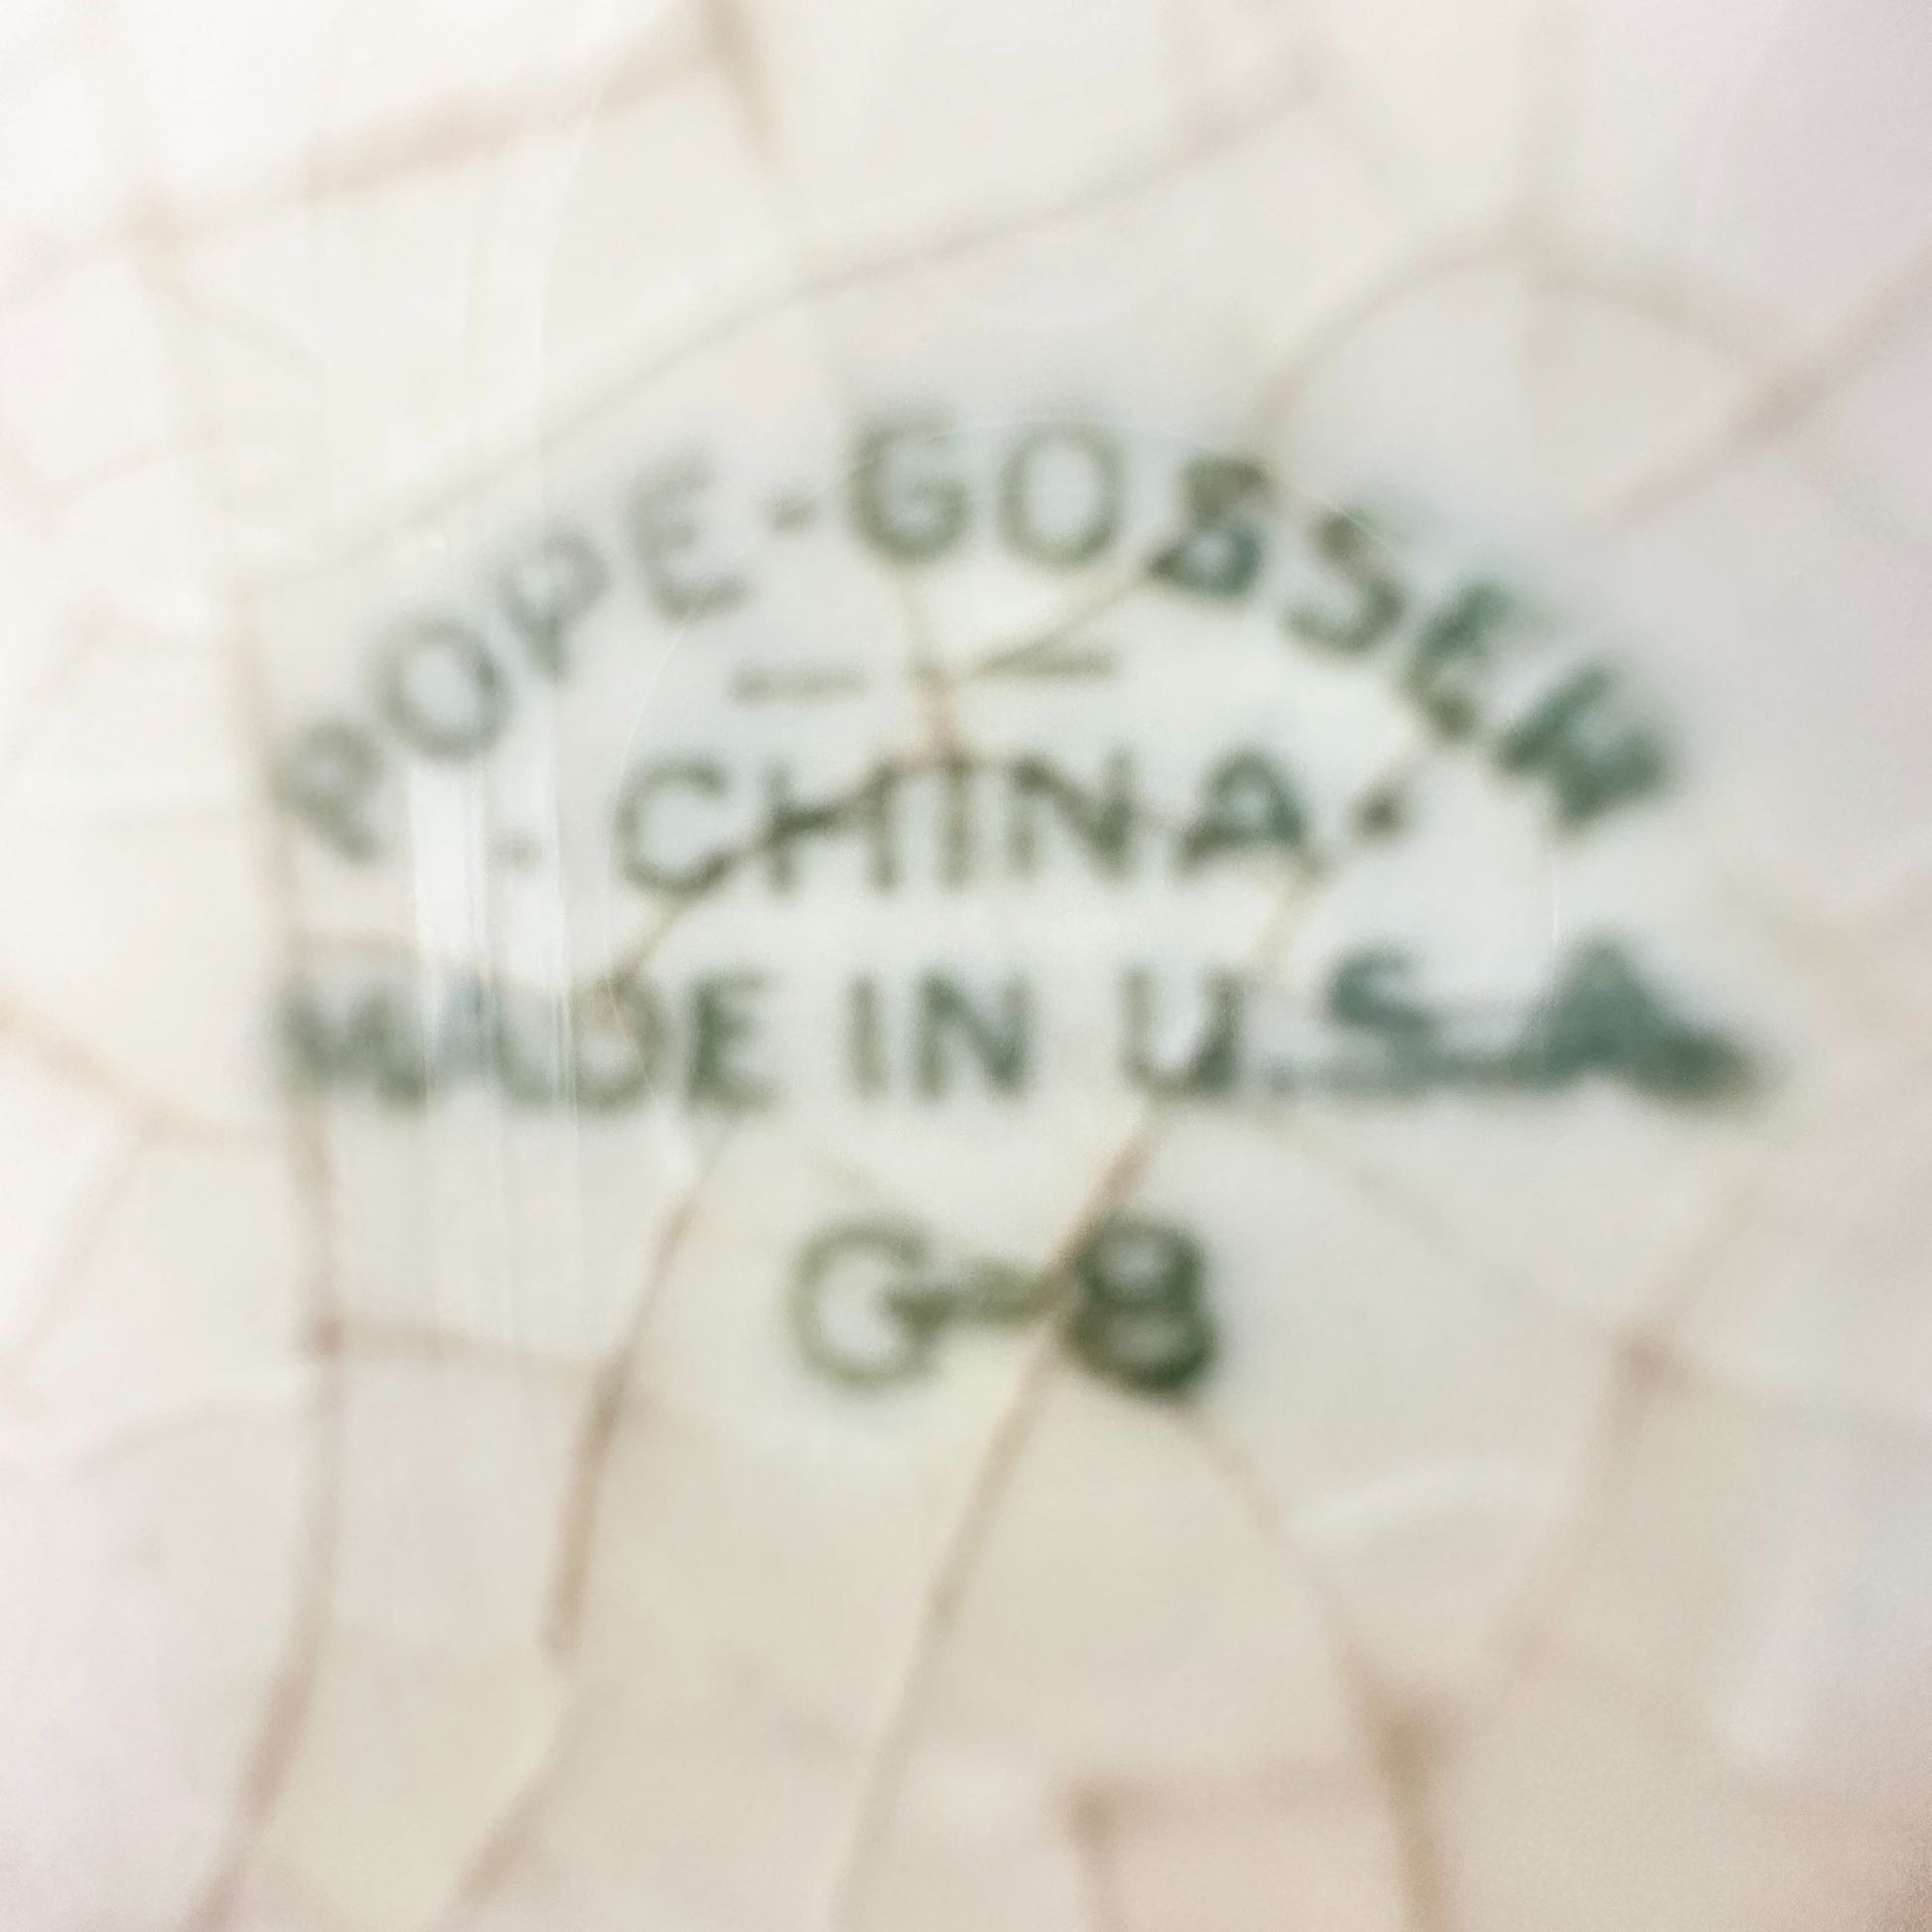 POPE-GOSSER
— —
· CHINA ·
MADE IN U.S.A.
G-8